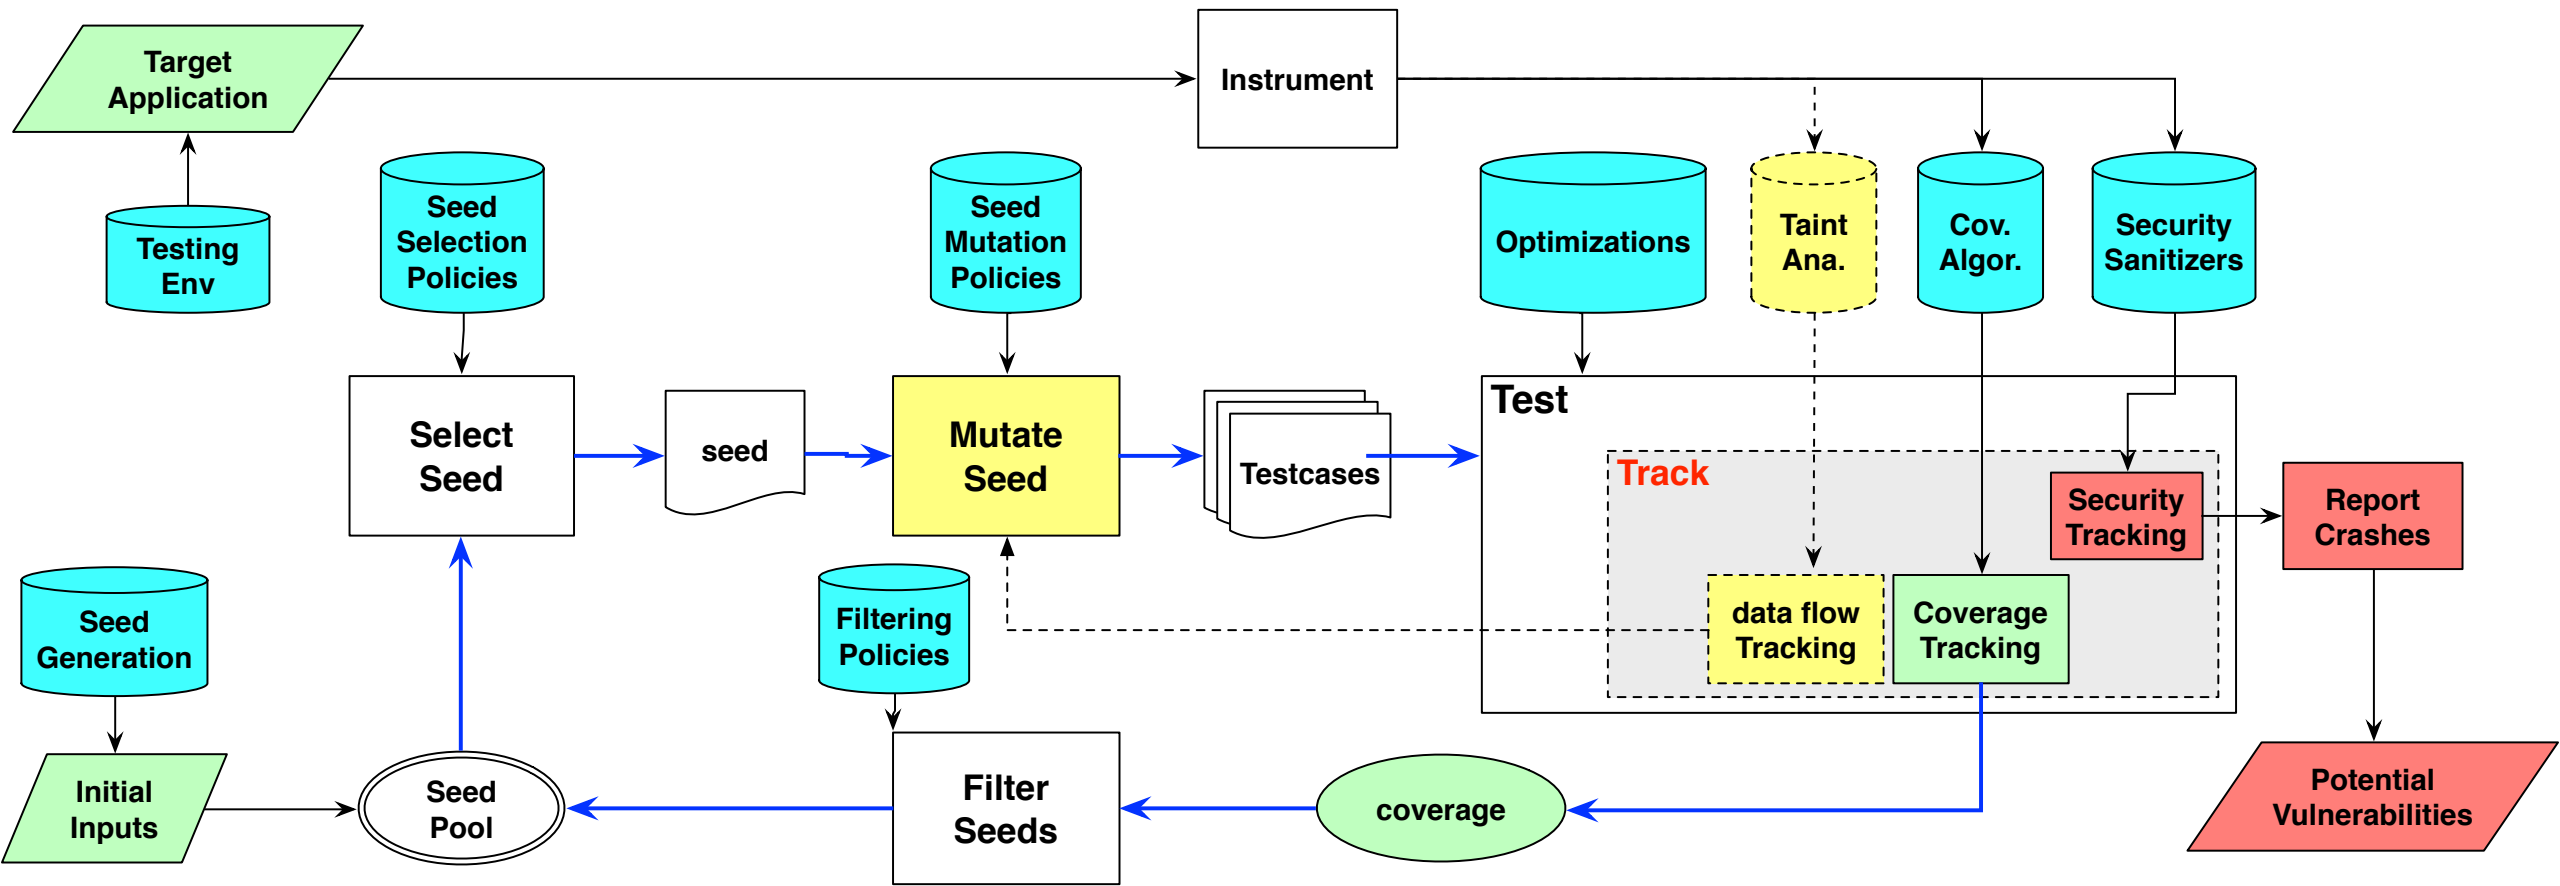 Target
Application
Instrument
Testing
Env
Seed
Selection
Policies
Seed
Mutation
Policies
Optimizations
Taint
Ana.
Cov.
Algor.
Security
Sanitizers
Select
Seed
seed
Mutate
Seed
Testcases
Test
Track
Security
Tracking
Report
Crashes
data flow
Tracking
Coverage
Tracking
Seed
Generation
Filtering
Policies
Initial
Inputs
Seed
Pool
Filter
Seeds
coverage
Potential
Vulnerabilities